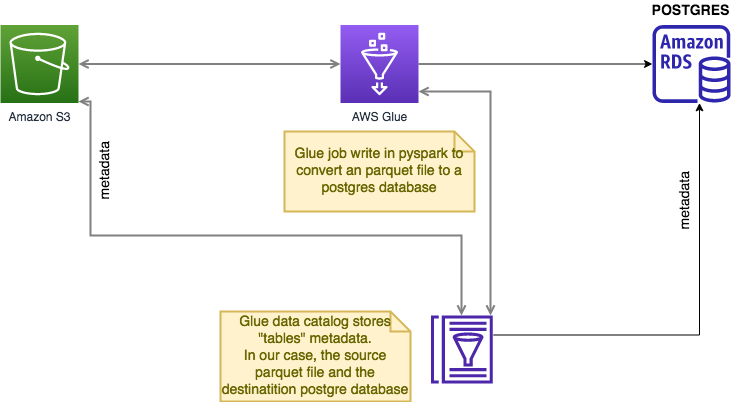 POSTGRES
Amazon
RDS
Amazon S3
AWS Glue
metadata
Glue job write in pyspark to
convert an parquet file to a
postgres database
metadata
Glue data catalog stores
"tables" metadata.
In our case, the source
parquet file and the
destinatition postgre database